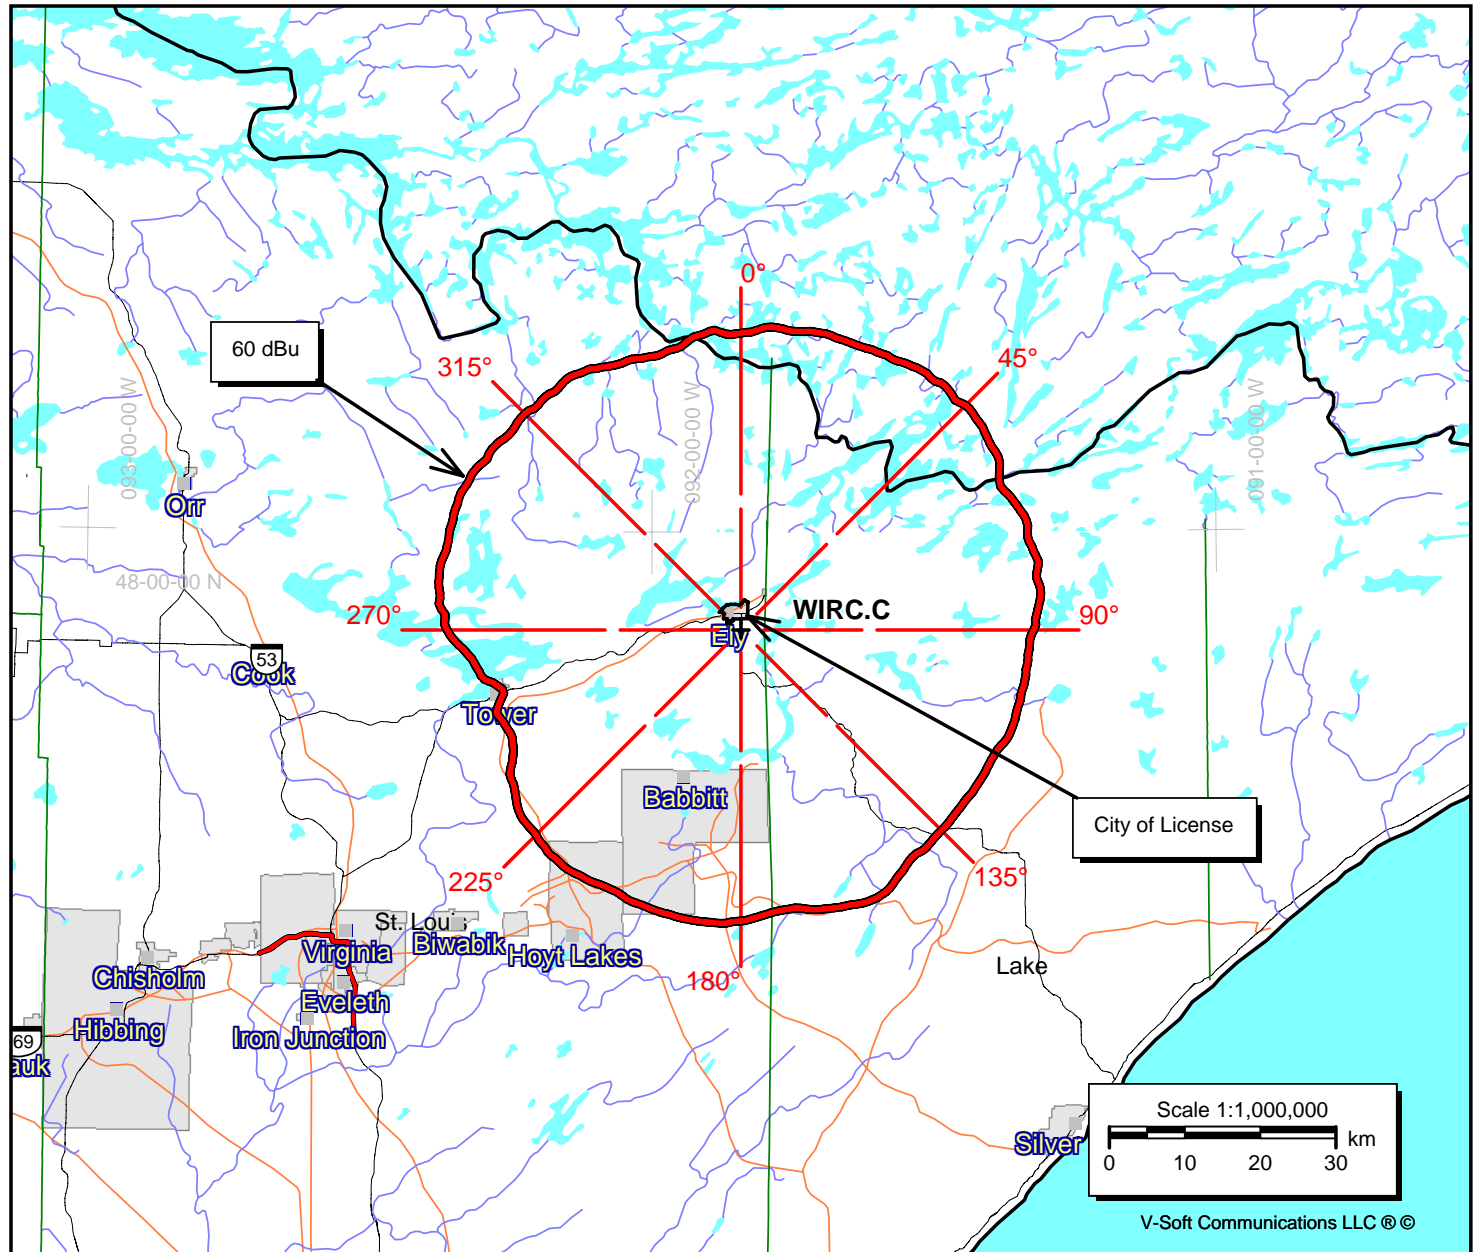 0°
60 dBu
315°
45°
093-00-00 W
092-00-00 W
091-00-00 W
Orr
48-00-00 N
270°
WIRC.C
90°
Ely
53
Cook
Tower
Babbitt
City of License
225°
135°
St. Louis
Virginia
Biwabik
Hoyt Lakes
Lake
Chisholm
180°
Eveleth
Hibbing
Iron Junction
69
auk
Scale 1:1,000,000
km
0 10 20 30
Silver
V-Soft Communications LLC ® ©